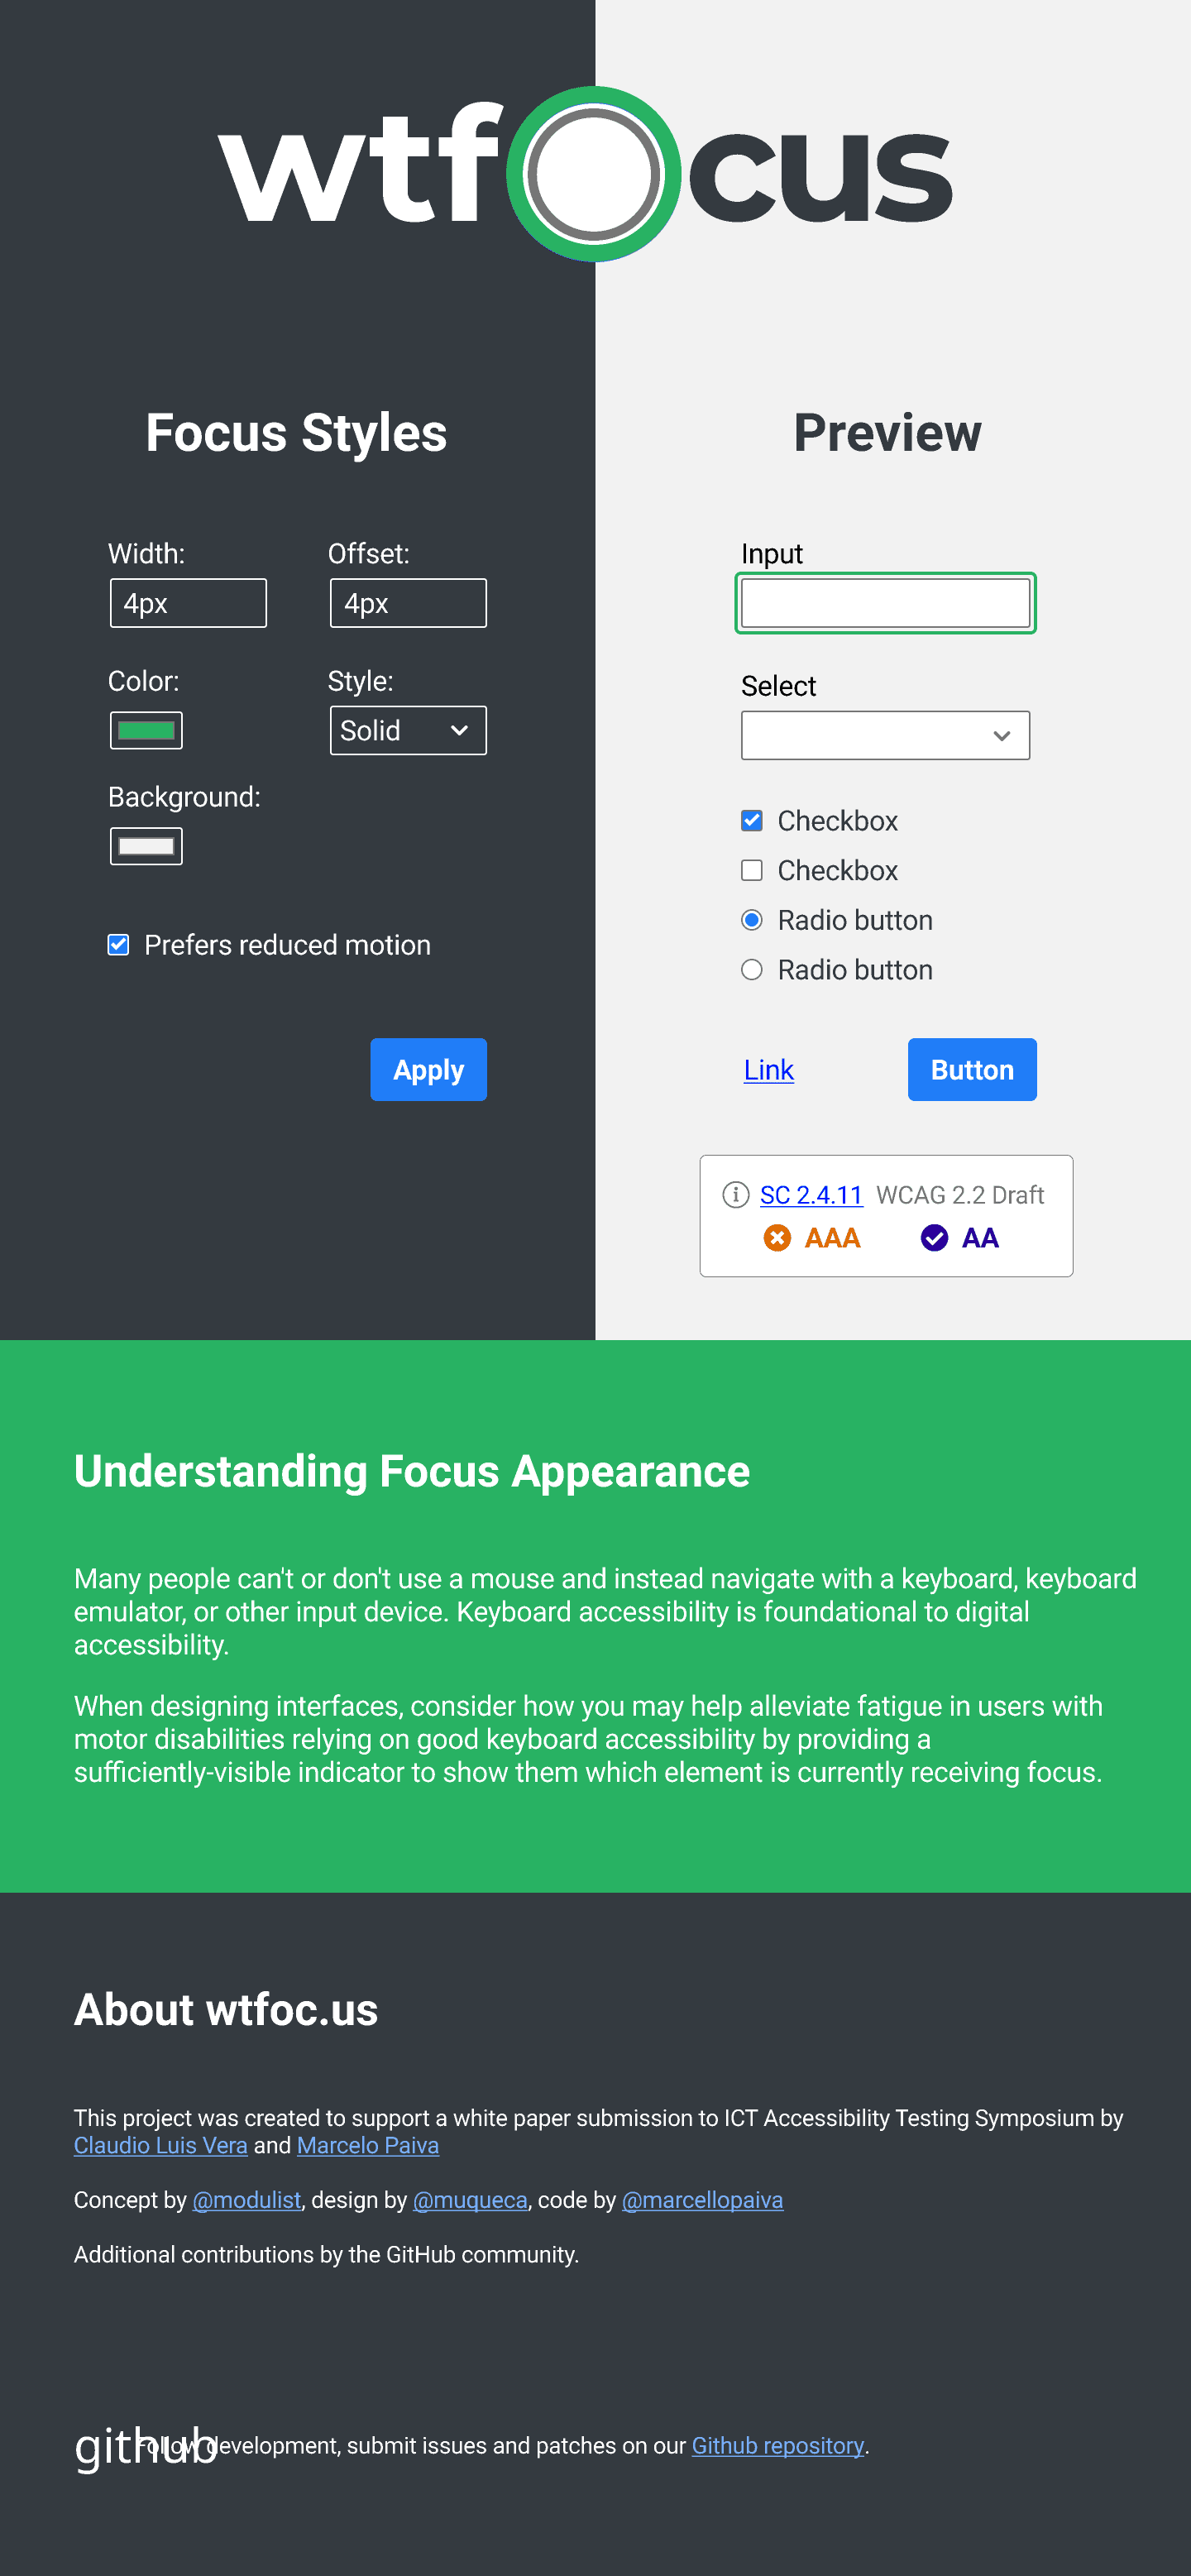 wtfocus
Focus Styles
Width:
4px
Offset:
4px
Color:
Style:
Solid
Background:
Prefers reduced motion
Apply
Preview
Input
Select
Checkbox
Checkbox
Radio button
Radio button
Link
Button
SC 2.4.11 WCAG 2.2 Draft
AAA AA
Understanding Focus Appearance
Many people can't or don't use a mouse and instead navigate with a keyboard, keyboard
emulator, or other input device. Keyboard accessibility is foundational to digital
accessibility.
When designing interfaces, consider how you may help alleviate fatigue in users with
motor disabilities relying on good keyboard accessibility by providing a
sufficiently-visible indicator to show them which element is currently receiving focus.
About wtfoc.us
This project was created to support a white paper submission to ICT Accessibility Testing Symposium by
Claudio Luis Vera and Marcelo Paiva
Concept by @modulist, design by @muqueca, code by @marcellopaiva
Additional contributions by the GitHub community.
github
Follow development, submit issues and patches on our Github repository.